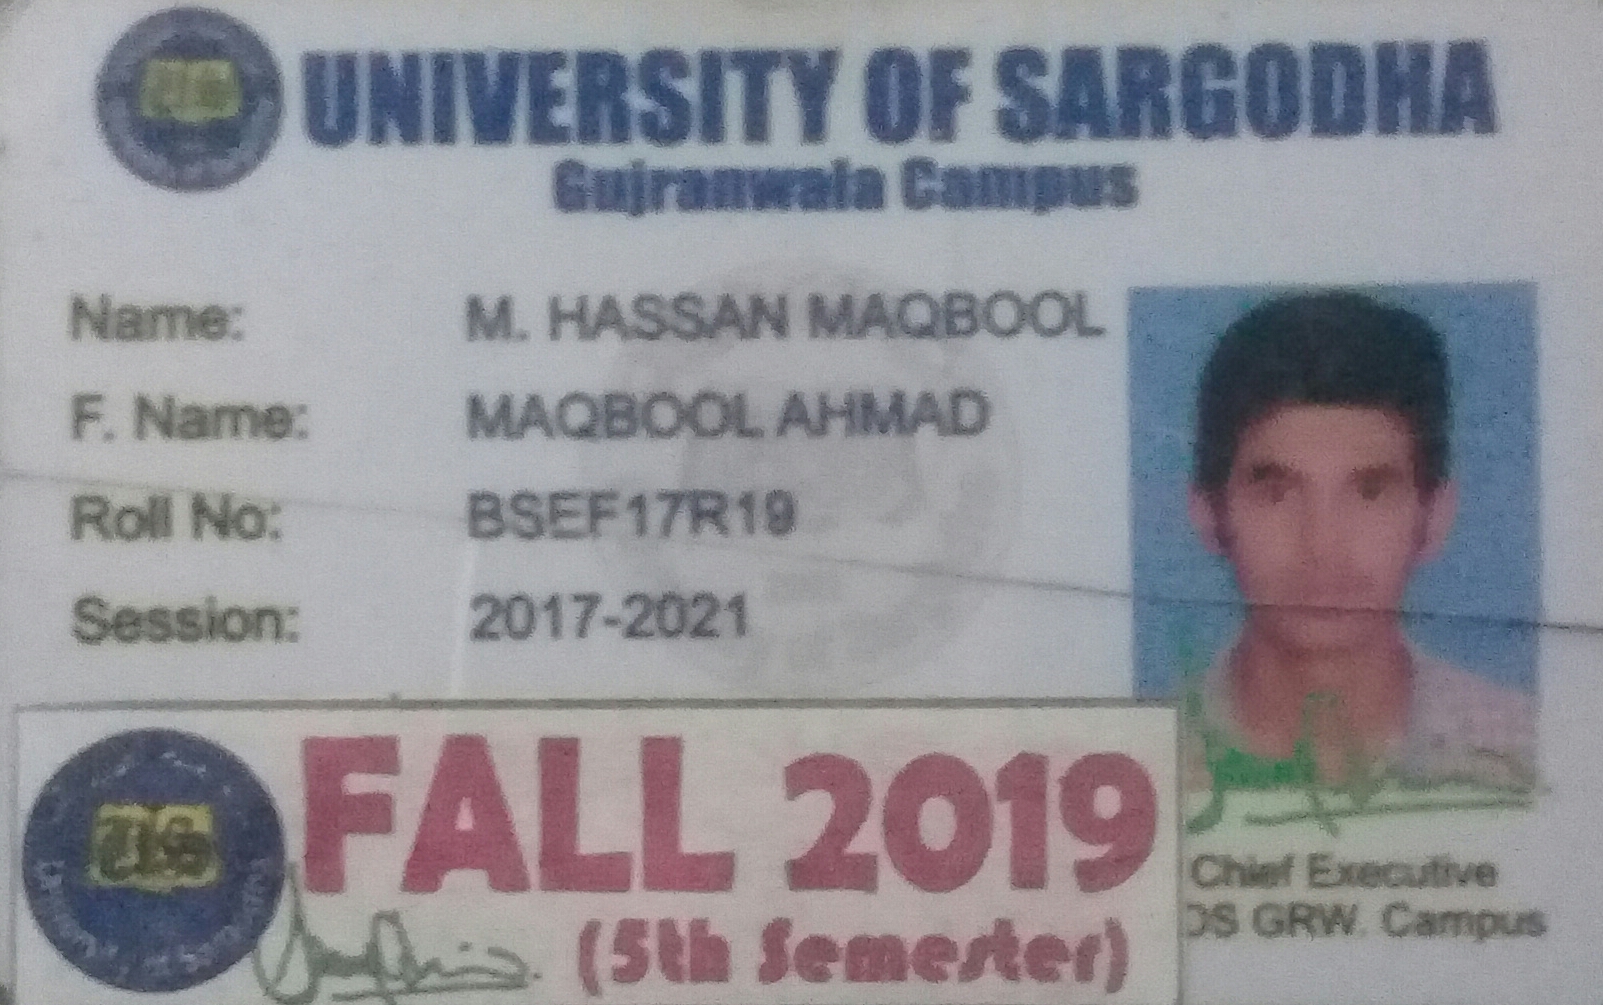 UNIVERSITY OF SARGODHA
Gujranwala Campus
Name: M. HASSAN MAQBOOL
F. Name: MAQBOOL AHMAD
Roll No: BSEF17R19
Session: 2017-2021
FALL 2019
(5th Semester)
Chief Executive
OS GRW. Campus